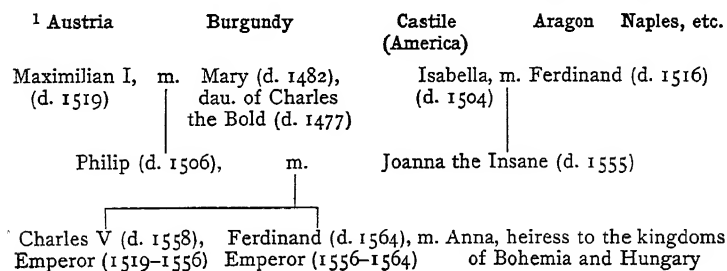 1 Austria Burgundy Castile Aragon Naples, etc.
(America)
Maximilian I, m. Mary (d. 1482), Isabella, m. Ferdinand (d. 1516)
(d. 1519) dau. of Charles (d. 1504)
the Bold (d. 1477)
Philip (d. 1506), m. Joanna the Insane (d. 1555)
Charles V (d. 1558), Ferdinand (d. 1564), m. Anna, heiress to the kingdoms
Emperor (1519–1556) Emperor (1556–1564) of Bohemia and Hungary